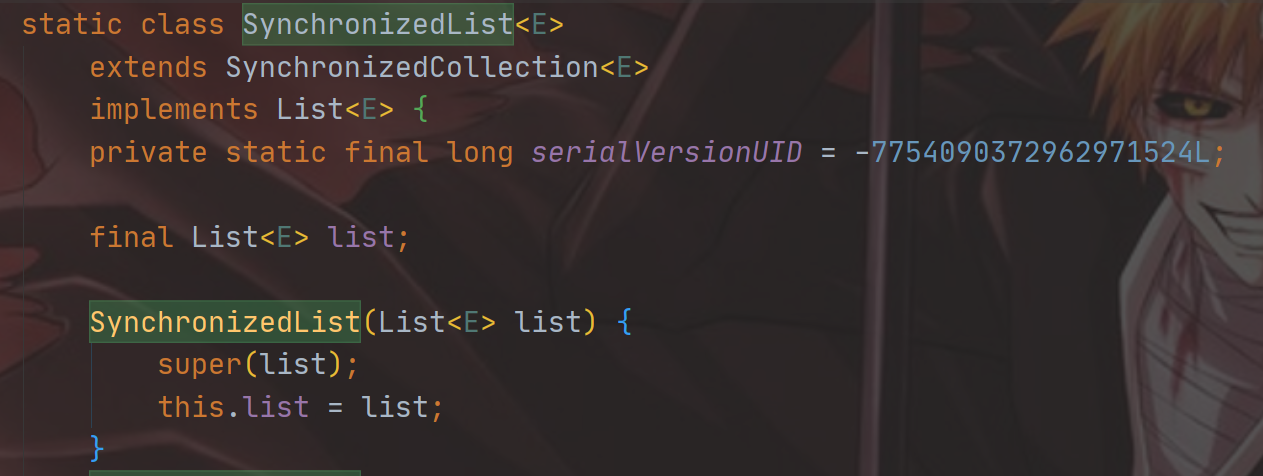 static class SynchronizedList<E>
extends SynchronizedCollection<E>
implements List<E> {
private static final long serialVersionUID = -7754090372962971524L;
final List<E> list;
SynchronizedList(List<E> list) {
super(list);
this.list = list;
}